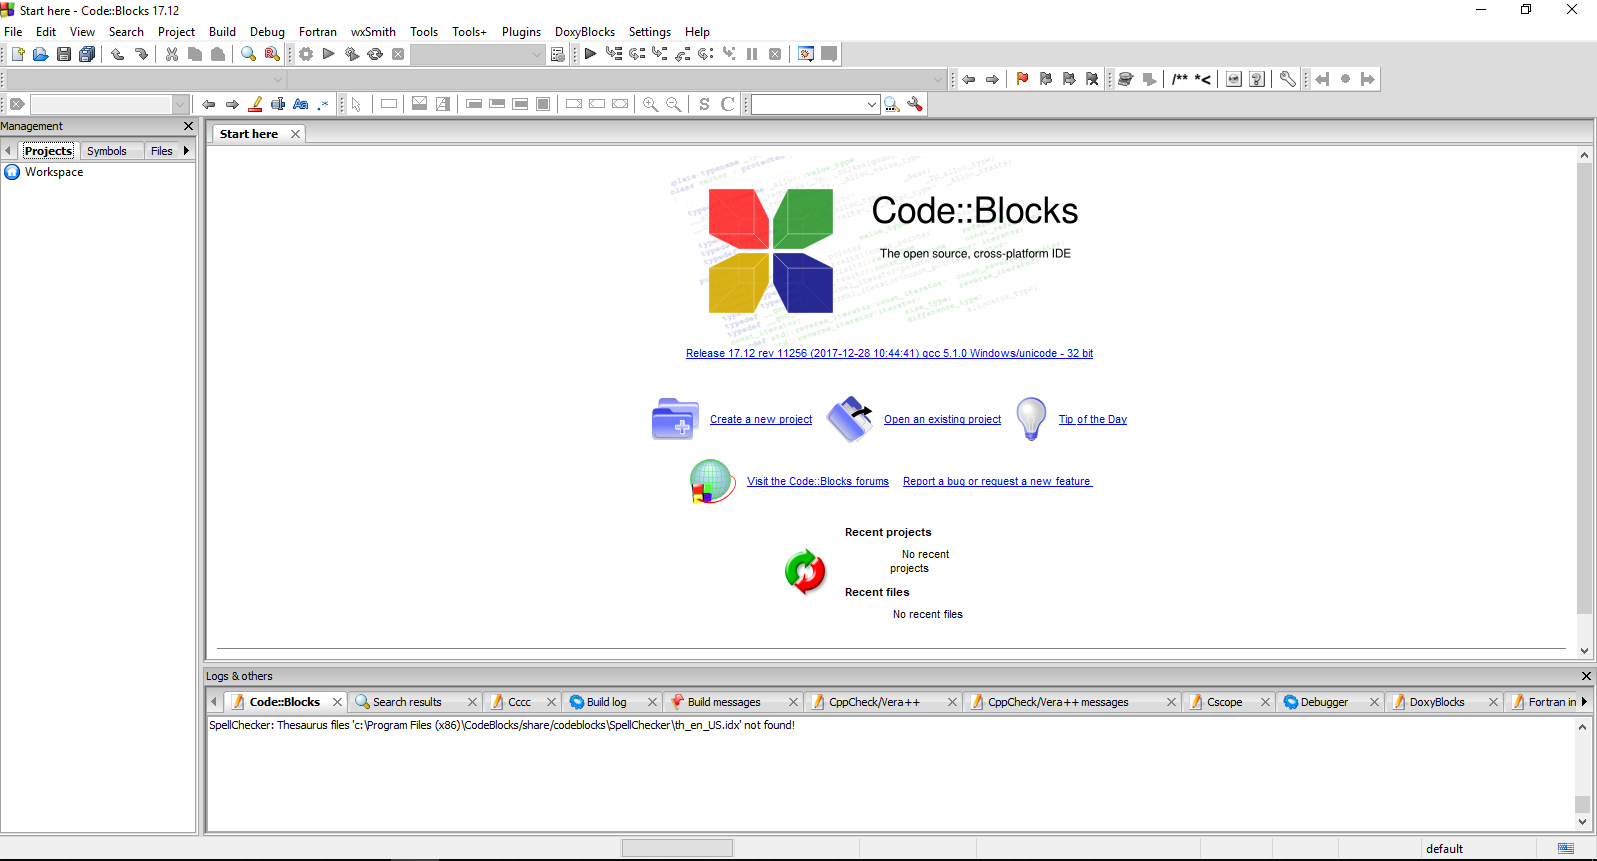 Start here - Code::Blocks 17.12
File Edit View Search Project Build Debug Fortran wxSmith Tools Tools+ Plugins DoxyBlocks Settings Help
/** *<
Aa .* S C
Management
Projects Symbols Files
Workspace
Start here
Code::Blocks
The open source, cross-platform IDE
Release 17.12 rev 11256 (2017-12-28 10:44:41) gcc 5.1.0 Windows/unicode - 32 bit
Create a new project Open an existing project Tip of the Day
Visit the Code::Blocks forums Report a bug or request a new feature
Recent projects
No recent
projects
Recent files
No recent files
Logs & others
Code::Blocks Search results Cccc Build log Build messages CppCheck/Vera++ CppCheck/Vera++ messages Cscope Debugger DoxyBlocks Fortran in
SpellChecker: Thesaurus files 'c:\Program Files (x86)\CodeBlocks/share/codeblocks\SpellChecker\th_en_US.idx' not found!
default